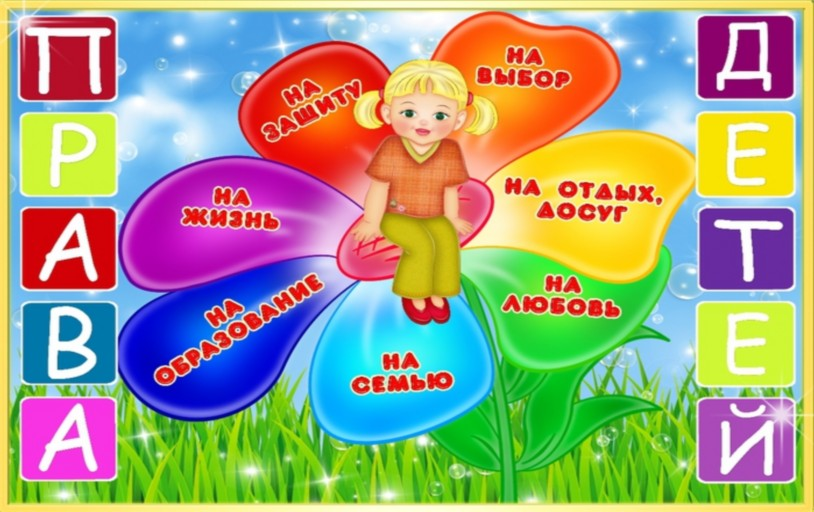 ПРАВА
ДЕТЕЙ
НА
ЗАЩИТУ
НА
ВЫБОР
НА
ЖИЗНЬ
НА ОТДЫХ,
ДОСУГ
НА
ОБРАЗОВАНИЕ
НА
СЕМЬЮ
НА
ЛЮБОВЬ